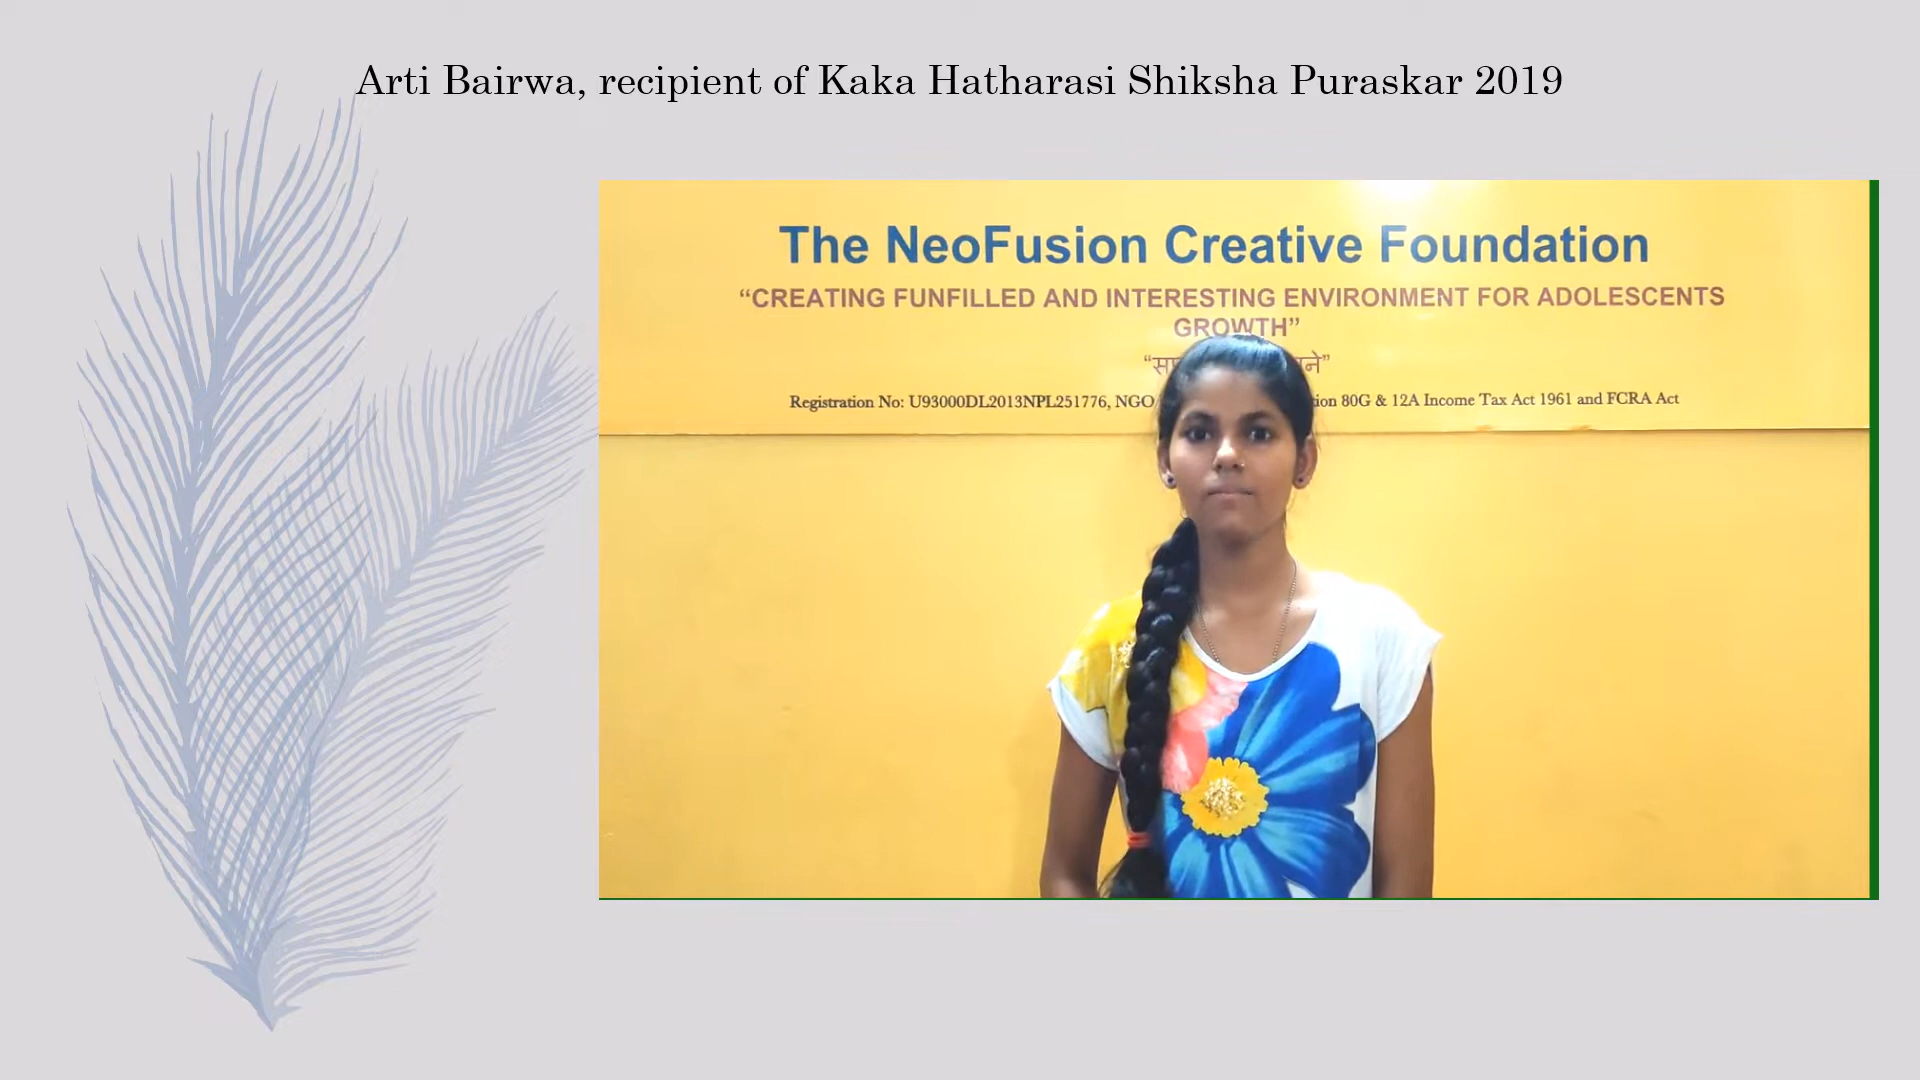 Arti Bairwa, recipient of Kaka Hatharasi Shiksha Puraskar 2019
The NeoFusion Creative Foundation
“CREATING FUNFILLED AND INTERESTING ENVIRONMENT FOR ADOLESCENTS
GROWTH”
Registration No: U93000DL2013NPL251776, NGO 80G & 12A Income Tax Act 1961 and FCRA Act